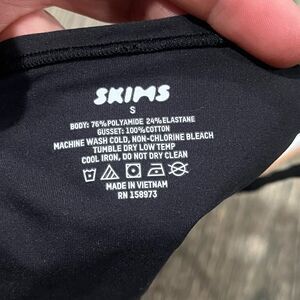 SKIMS
S
BODY: 76%POLYAMIDE 24%ELASTANE
GUSSET: 100%COTTON
MACHINE WASH COLD, NON-CHLORINE BLEACH
TUMBLE DRY LOW TEMP
COOL IRON, DO NOT DRY CLEAN
MADE IN VIETNAM
RN 158973